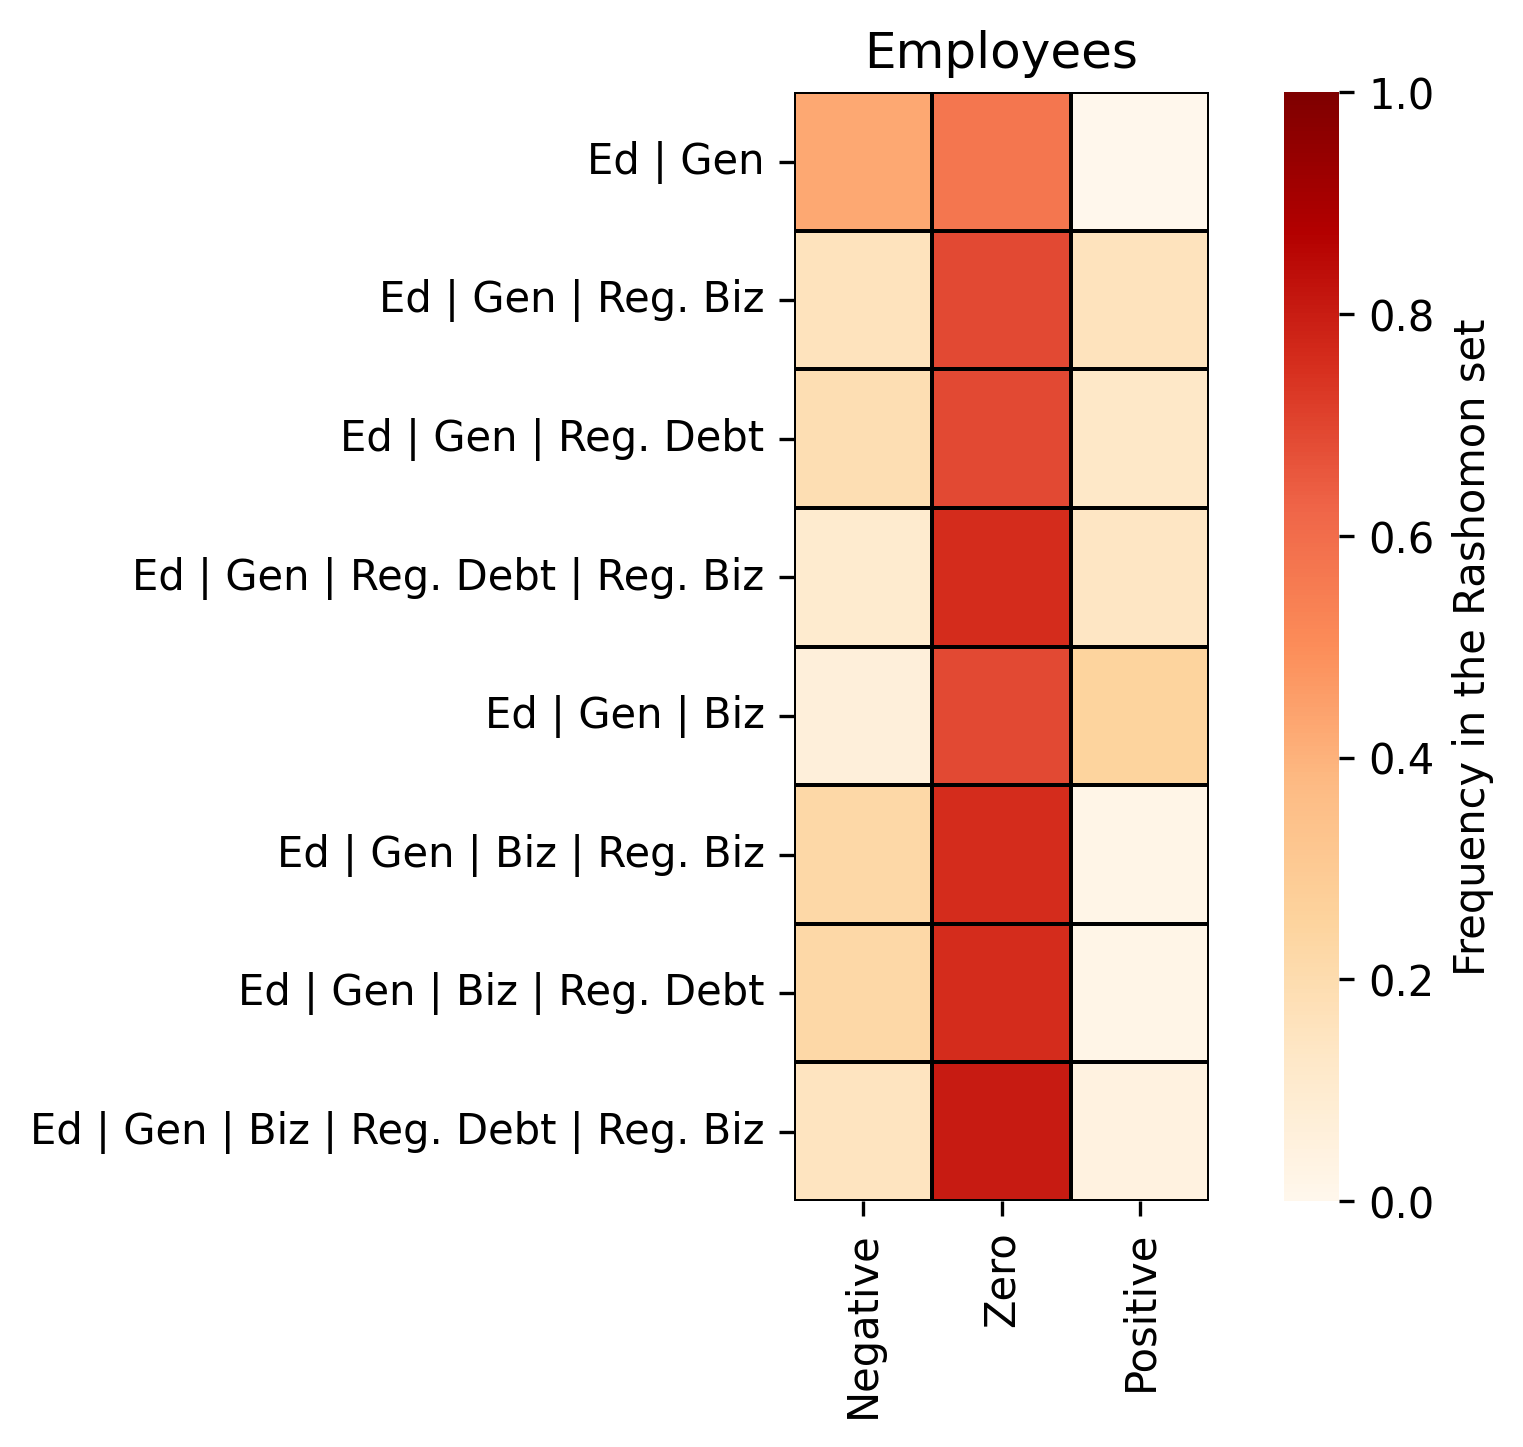 Employees
Ed | Gen
Ed | Gen | Reg. Biz
Ed | Gen | Reg. Debt
Ed | Gen | Reg. Debt | Reg. Biz
Ed | Gen | Biz
Ed | Gen | Biz | Reg. Biz
Ed | Gen | Biz | Reg. Debt
Ed | Gen | Biz | Reg. Debt | Reg. Biz
Negative
Zero
Positive
1.0
0.8
0.6
0.4
0.2
0.0
Frequency in the Rashomon set